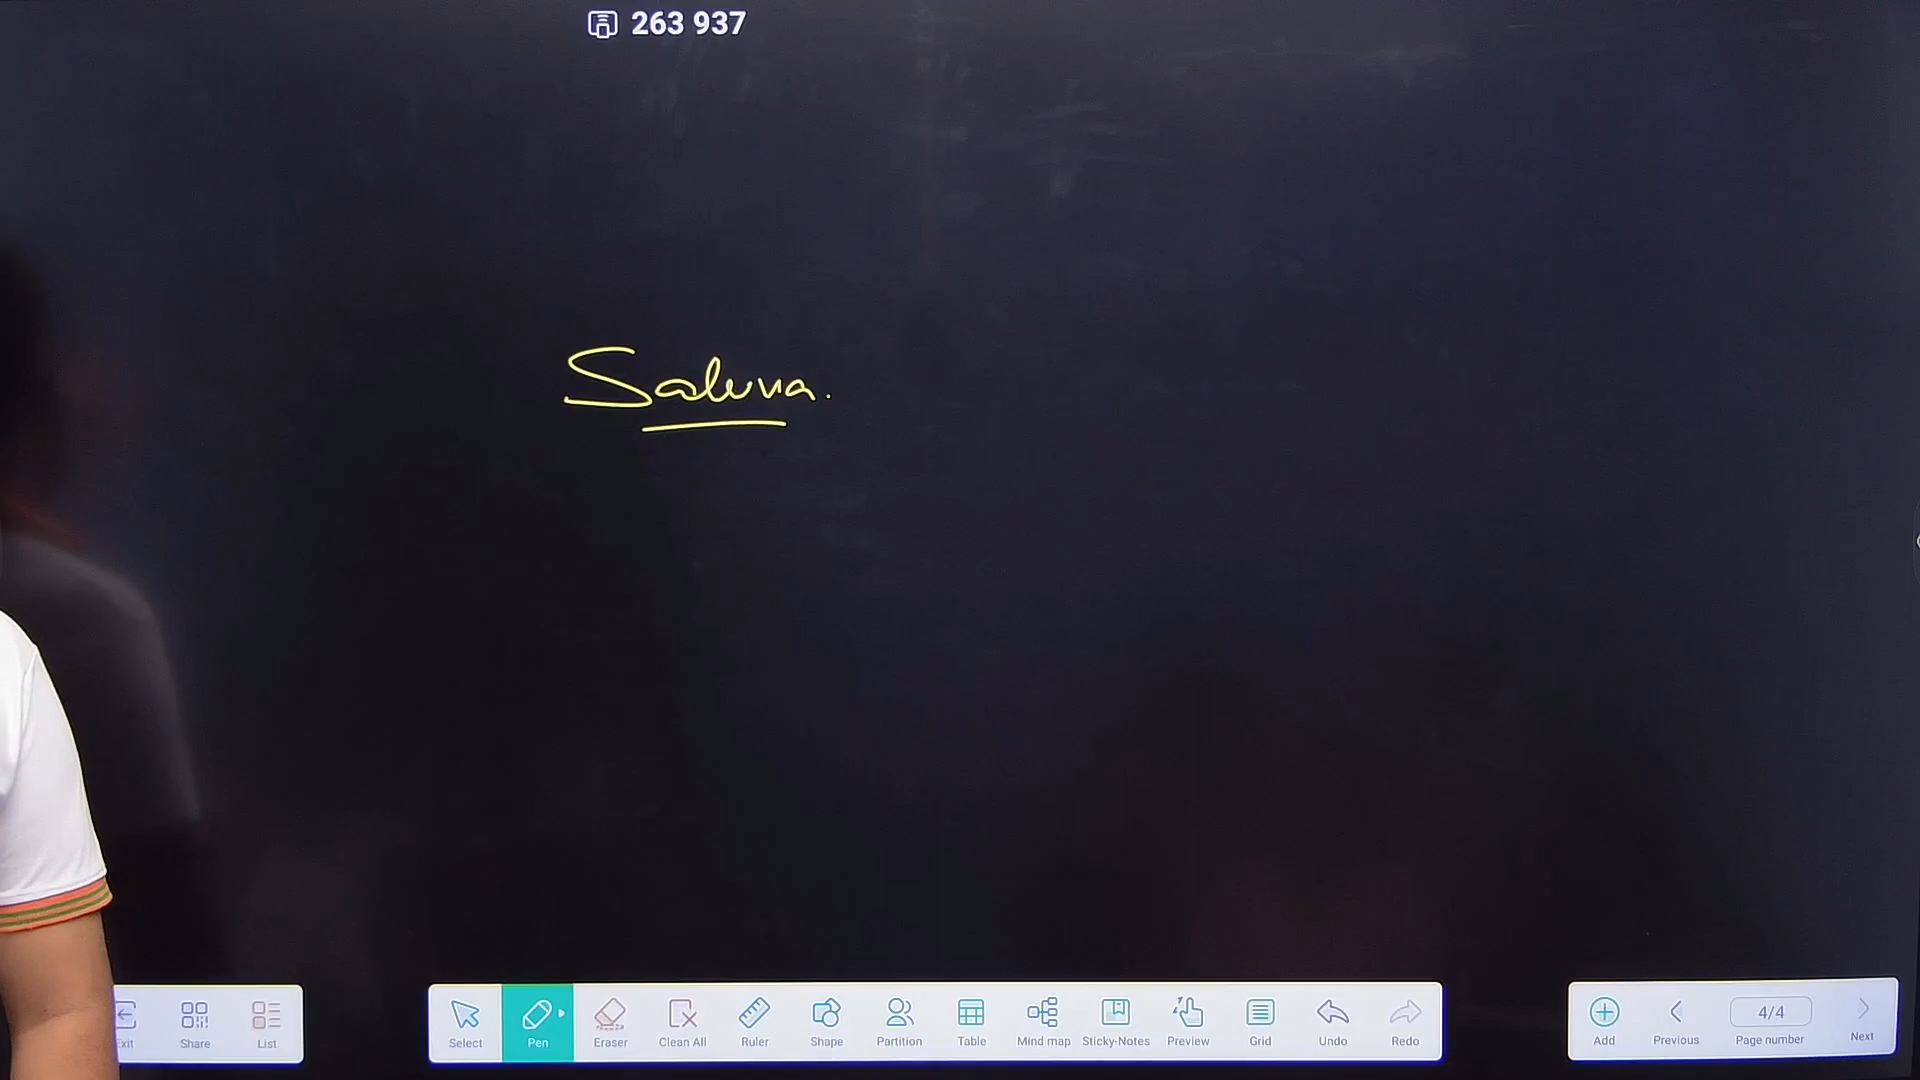 263 937
Saluva.
Exit Share List
Select Pen Eraser Clean All Ruler Shape Partition Table Mind map Sticky-Notes Preview Grid Undo Redo
Add Previous 4/4 Page number Next